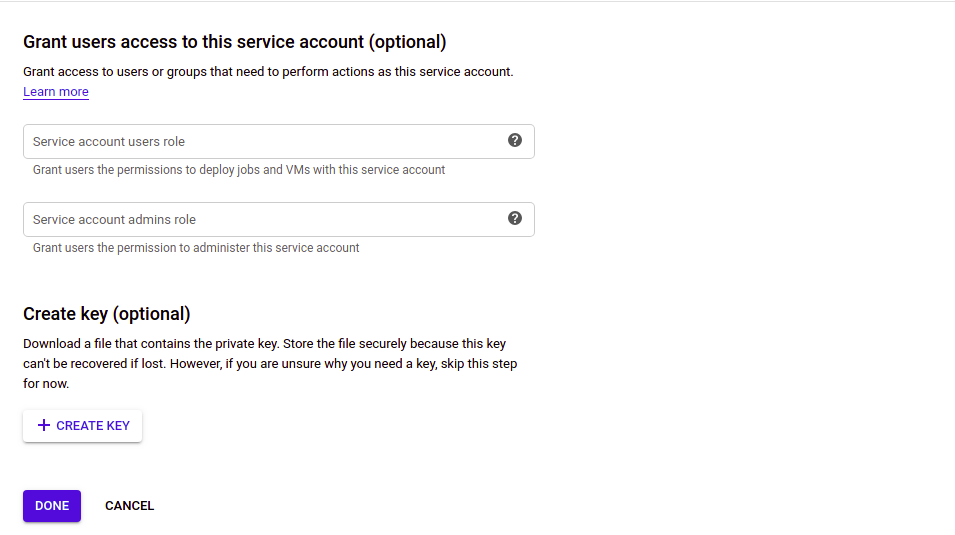 Grant users access to this service account (optional)
Grant access to users or groups that need to perform actions as this service account.
Learn more
Service account users role
Grant users the permissions to deploy jobs and VMs with this service account
Service account admins role
Grant users the permission to administer this service account
Create key (optional)
Download a file that contains the private key. Store the file securely because this key
can't be recovered if lost. However, if you are unsure why you need a key, skip this step
for now.
+ CREATE KEY
DONE CANCEL